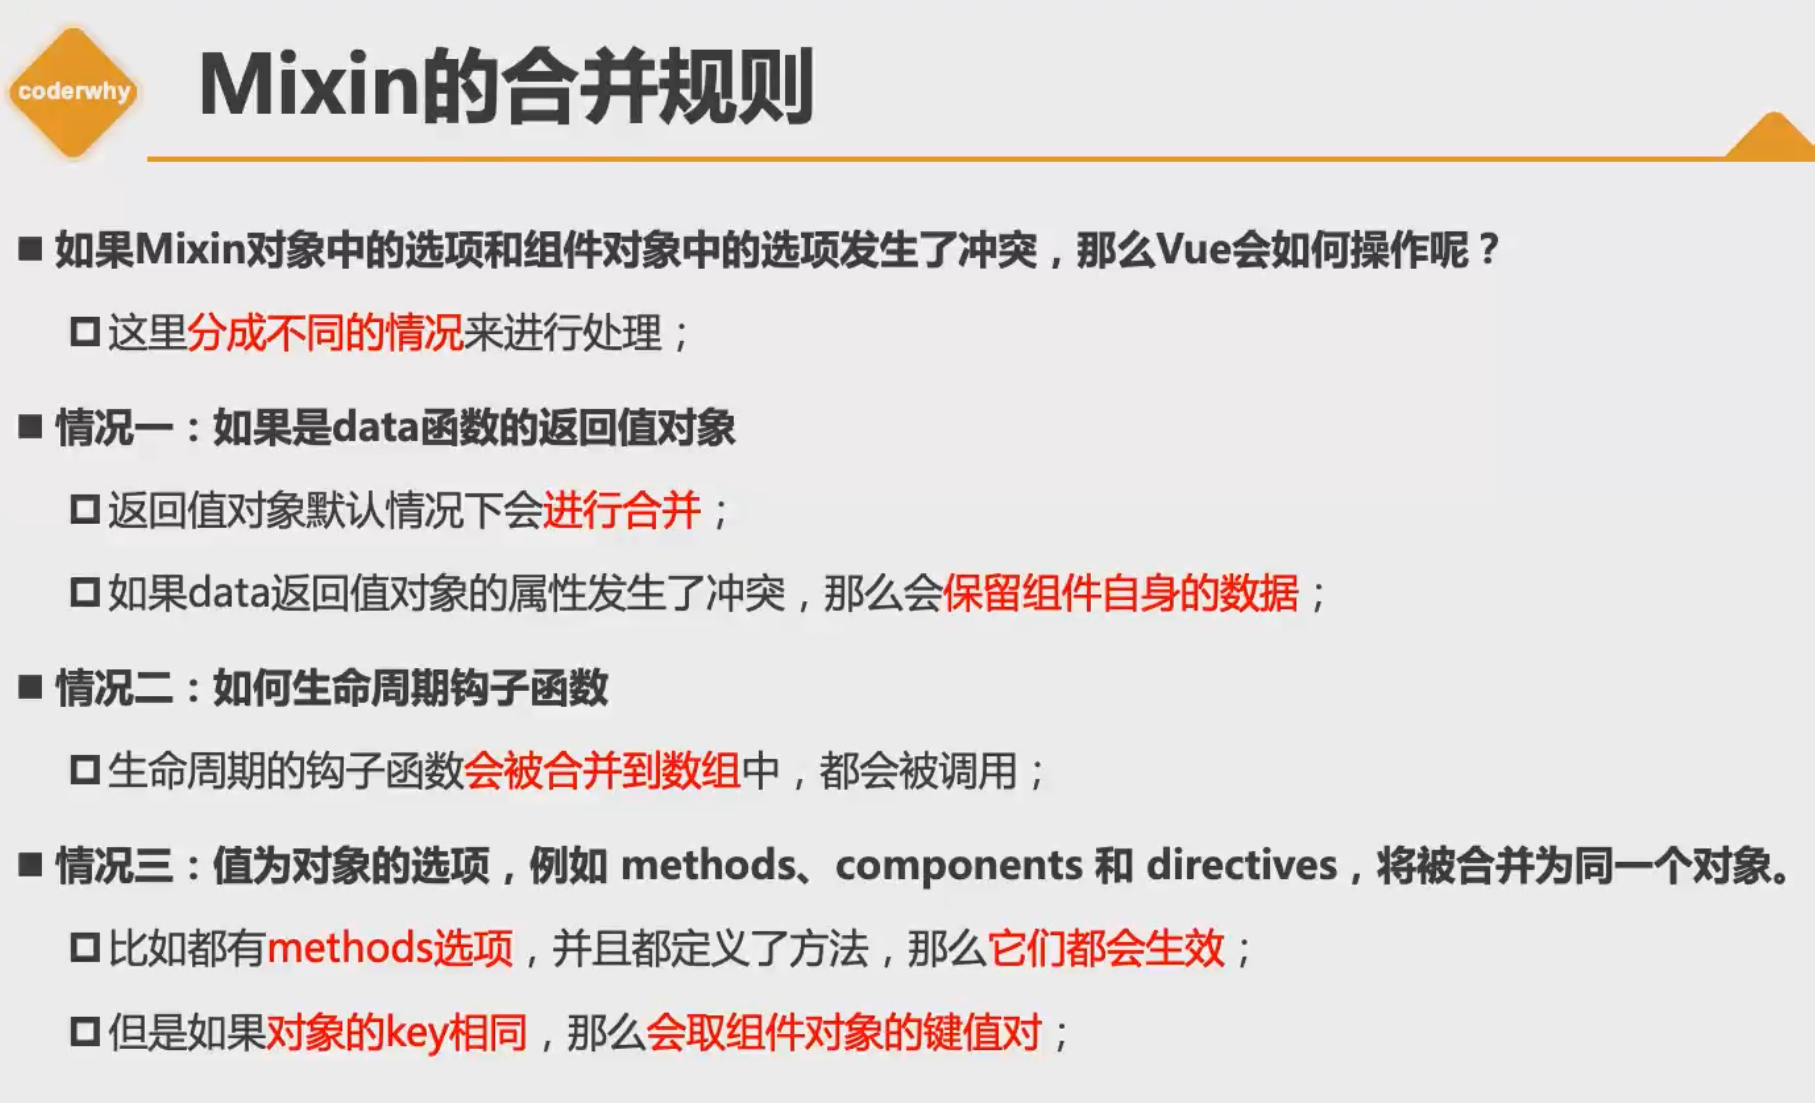 coderwhy
Mixin的合并规则
如果Mixin对象中的选项和组件对象中的选项发生了冲突，那么Vue会如何操作呢？
这里分成不同的情况来进行处理；
情况一：如果是data函数的返回值对象
返回值对象默认情况下会进行合并；
如果data返回值对象的属性发生了冲突，那么会保留组件自身的数据；
情况二：如何生命周期钩子函数
生命周期的钩子函数会被合并到数组中，都会被调用；
情况三：值为对象的选项，例如 methods、components 和 directives，将被合并为同一个对象。
比如都有methods选项，并且都定义了方法，那么它们都会生效；
但是如果对象的key相同，那么会取组件对象的键值对；